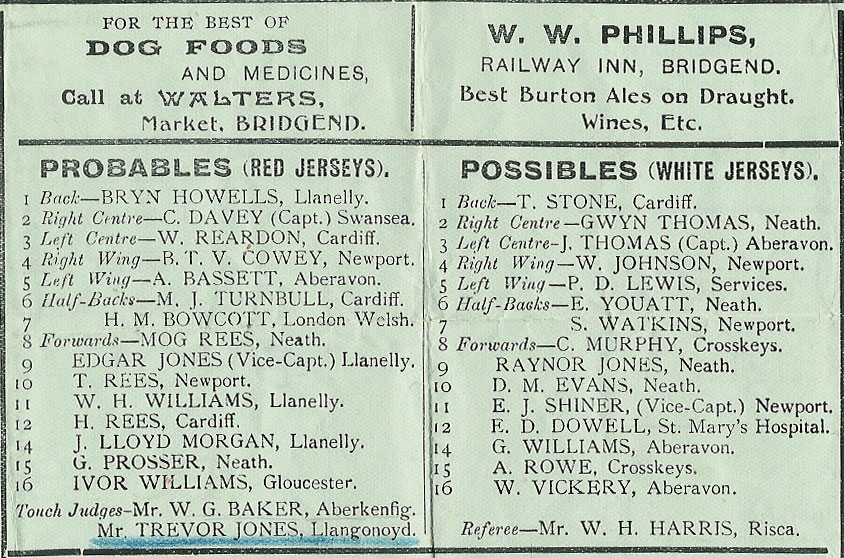 FOR THE BEST OF
DOG FOODS
AND MEDICINES,
Call at WALTERS,
Market, BRIDGEND.
W. W. PHILLIPS,
RAILWAY INN, BRIDGEND.
Best Burton Ales on Draught.
Wines, Etc.
PROBABLES (RED JERSEYS).
1 Back—BRYN HOWELLS, Llanelly.
2 Right Centre—C. DAVEY (Capt.) Swansea.
3 Left Centre—W. REARDON, Cardiff.
4 Right Wing—B. T. V. COWEY, Newport.
5 Left Wing—A. BASSETT, Aberavon.
6 Half-Backs—M. J. TURNBULL, Cardiff.
7 H. M. BOWCOTT, London Welsh.
8 Forwards—MOG REES, Neath.
9 EDGAR JONES (Vice-Capt.) Llanelly.
10 T. REES, Newport.
11 W. H. WILLIAMS, Llanelly.
12 H. REES, Cardiff.
14 J. LLOYD MORGAN, Llanelly.
15 G. PROSSER, Neath.
16 IVOR WILLIAMS, Gloucester.
Touch Judges-Mr. W. G. BAKER, Aberkenfig.
Mr. TREVOR JONES, Llangonoyd.
POSSIBLES (WHITE JERSEYS).
1 Back—T. STONE, Cardiff.
2 Right Centre—GWYN THOMAS, Neath.
3 Left Centre-J. THOMAS (Capt.) Aberavon.
4 Right Wing—W. JOHNSON, Newport.
5 Left Wing—P. D. LEWIS, Services.
6 Half-Backs—E. YOUATT, Neath.
7 S. WATKINS, Newport.
8 Forwards—C. MURPHY, Crosskeys.
9 RAYNOR JONES, Neath.
10 D. M. EVANS, Neath.
11 E. J. SHINER, (Vice-Capt.) Newport.
12 E. D. DOWELL, St. Mary's Hospital.
14 G. WILLIAMS, Aberavon.
15 A. ROWE, Crosskeys.
16 W. VICKERY, Aberavon.
Referee—Mr. W. H. HARRIS, Risca.